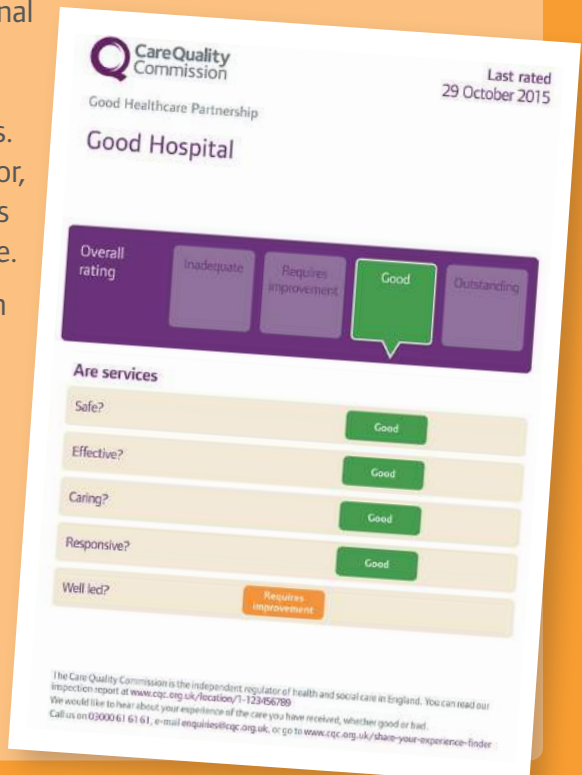 nal
s.
or,
s
e.
n
CareQuality
Commission
Last rated
29 October 2015
Good Healthcare Partnership
Good Hospital
Overall
rating
Inadequate
Requires
improvement
Good
Outstanding
Are services
Safe?
Good
Effective?
Good
Caring?
Good
Responsive?
Good
Well led?
Requires
improvement
The Care Quality Commission is the independent regulator of health and social care in England. You can read our
inspection report at www.cqc.org.uk/location/1-123456789
We would like to hear about your experience of the care you have received, whether good or bad.
Call us on 03000 61 61 61, e-mail enquiries@cqc.org.uk, or go to www.cqc.org.uk/share-your-experience-finder